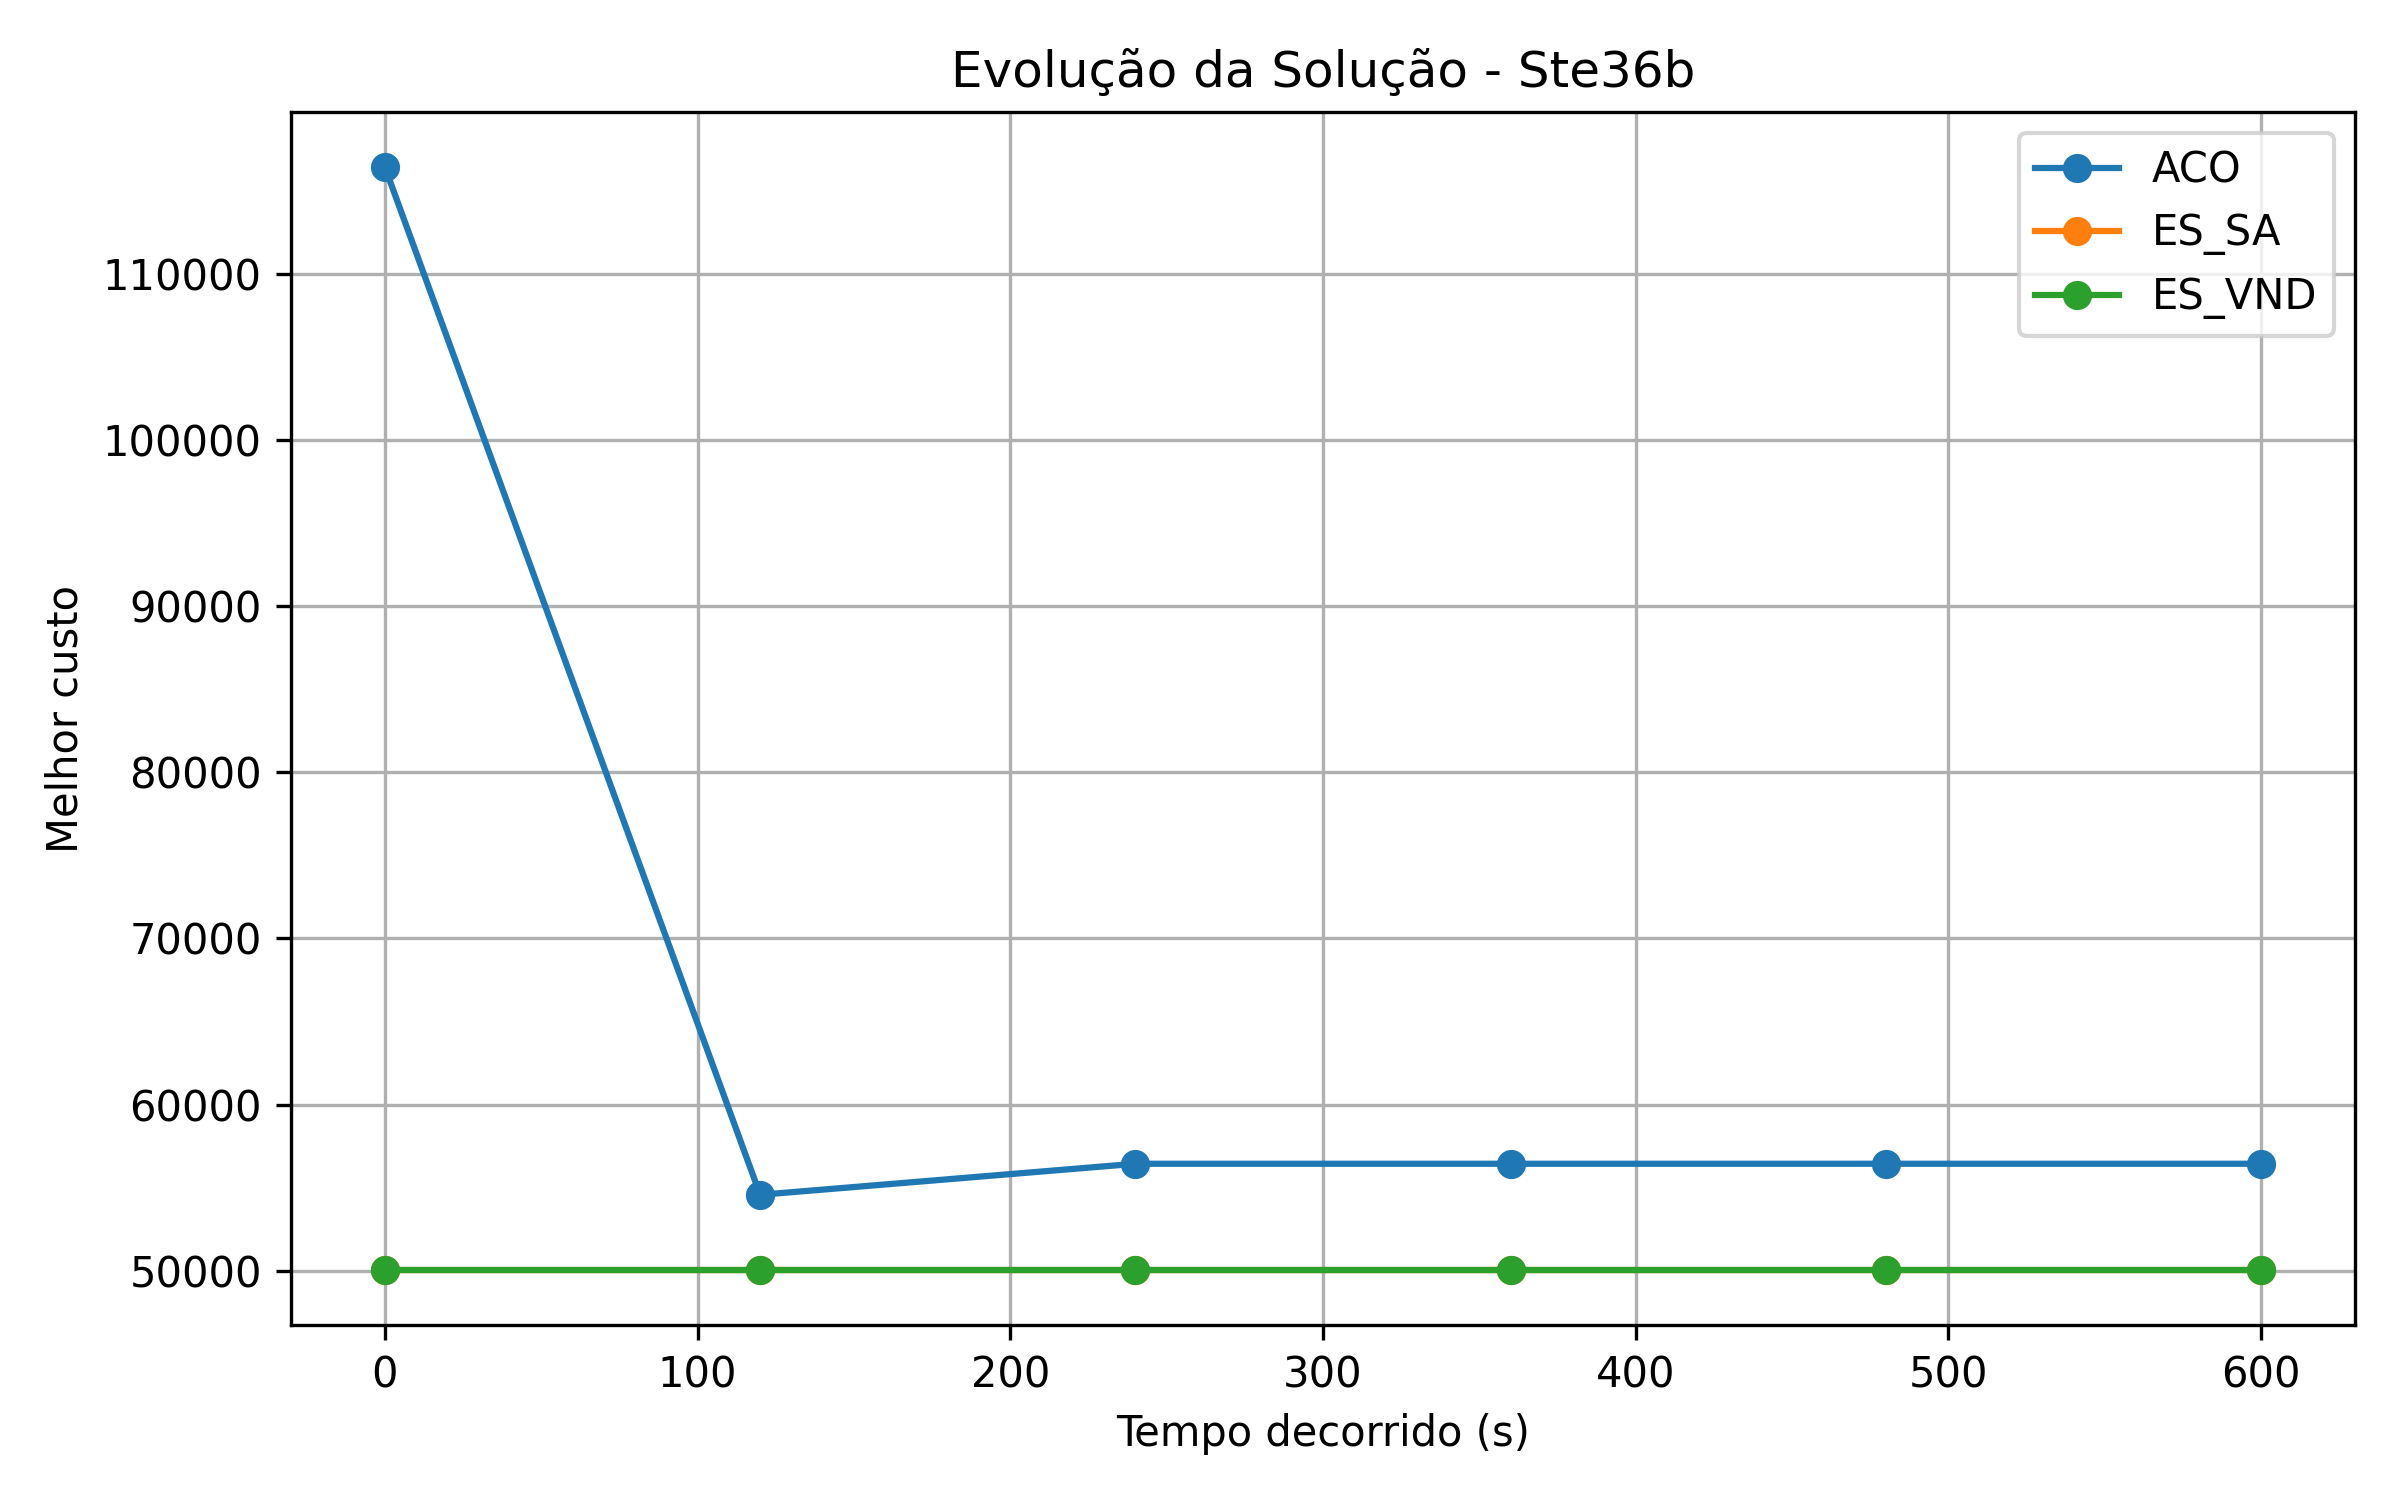 Evolução da Solução - Ste36b
ACO
ES_SA
ES_VND
110000
100000
90000
80000
70000
60000
50000
Melhor custo
0 100 200 300 400 500 600
Tempo decorrido (s)